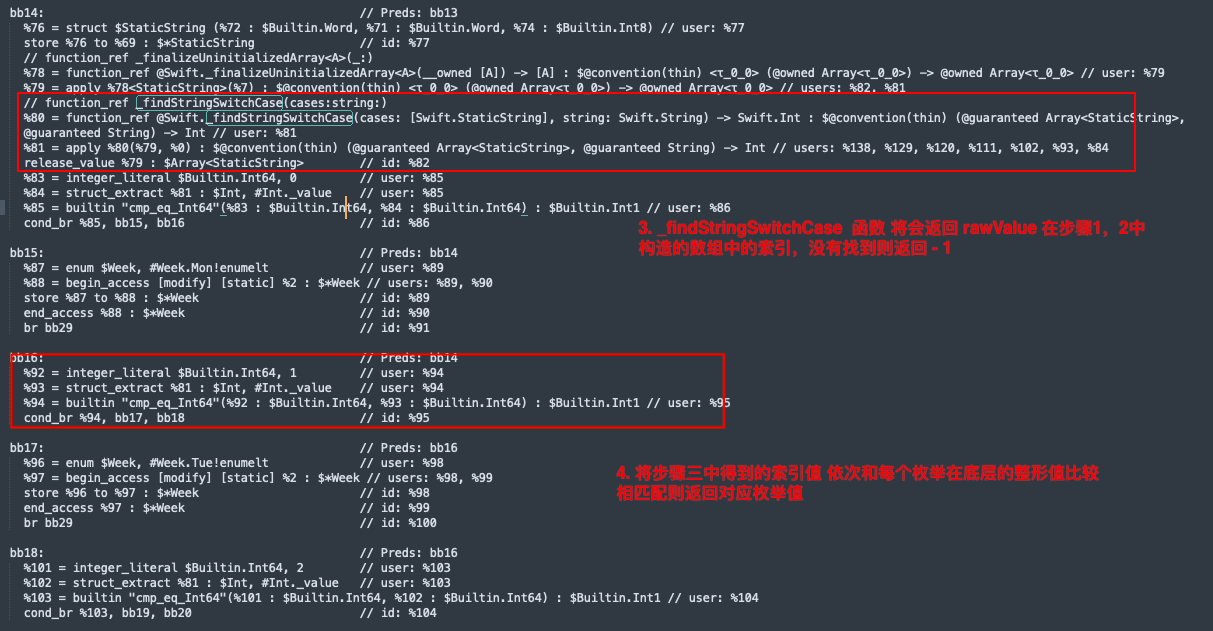 bb14:                                             // Preds: bb13
  %76 = struct $StaticString (%72 : $Builtin.Word, %71 : $Builtin.Word, %74 : $Builtin.Int8) // user: %77
  store %76 to %69 : $*StaticString               // id: %77
  // function_ref _finalizeUninitializedArray<A>(_:)
  %78 = function_ref @Swift._finalizeUninitializedArray<A>(__owned [A]) -> [A] : $@convention(thin) <τ_0_0> (@owned Array<τ_0_0>) -> @owned Array<τ_0_0> // user: %79
  %79 = apply %78<StaticString>(%7) : $@convention(thin) <τ_0_0> (@owned Array<τ_0_0>) -> @owned Array<τ_0_0> // users: %82, %81
  // function_ref _findStringSwitchCase(cases:string:)
  %80 = function_ref @Swift._findStringSwitchCase(cases: [Swift.StaticString], string: Swift.String) -> Swift.Int : $@convention(thin) (@guaranteed Array<StaticString>,
  @guaranteed String) -> Int // user: %81
  %81 = apply %80(%79, %0) : $@convention(thin) (@guaranteed Array<StaticString>, @guaranteed String) -> Int // users: %138, %129, %120, %111, %102, %93, %84
  release_value %79 : $Array<StaticString>        // id: %82
  %83 = integer_literal $Builtin.Int64, 0         // user: %85
  %84 = struct_extract %81 : $Int, #Int._value    // user: %85
  %85 = builtin "cmp_eq_Int64"(%83 : $Builtin.Int64, %84 : $Builtin.Int64) : $Builtin.Int1 // user: %86
  cond_br %85, bb15, bb16                         // id: %86
3. _findStringSwitchCase 函数 将会返回 rawValue 在步骤1，2中
构造的数组中的索引，没有找到则返回 - 1
bb15:                                             // Preds: bb14
  %87 = enum $Week, #Week.Mon!enumelt             // user: %89
  %88 = begin_access [modify] [static] %2 : $*Week // users: %89, %90
  store %87 to %88 : $*Week                       // id: %89
  end_access %88 : $*Week                         // id: %90
  br bb29                                         // id: %91
bb16:                                             // Preds: bb14
  %92 = integer_literal $Builtin.Int64, 1         // user: %94
  %93 = struct_extract %81 : $Int, #Int._value    // user: %94
  %94 = builtin "cmp_eq_Int64"(%92 : $Builtin.Int64, %93 : $Builtin.Int64) : $Builtin.Int1 // user: %95
  cond_br %94, bb17, bb18                         // id: %95
bb17:                                             // Preds: bb16
  %96 = enum $Week, #Week.Tue!enumelt             // user: %98
  %97 = begin_access [modify] [static] %2 : $*Week // users: %98, %99
  store %96 to %97 : $*Week                       // id: %98
  end_access %97 : $*Week                         // id: %99
  br bb29                                         // id: %100
4. 将步骤三中得到的索引值 依次和每个枚举在底层的整形值比较
相匹配则返回对应枚举值
bb18:                                             // Preds: bb16
  %101 = integer_literal $Builtin.Int64, 2        // user: %103
  %102 = struct_extract %81 : $Int, #Int._value   // user: %103
  %103 = builtin "cmp_eq_Int64"(%101 : $Builtin.Int64, %102 : $Builtin.Int64) : $Builtin.Int1 // user: %104
  cond_br %103, bb19, bb20                        // id: %104